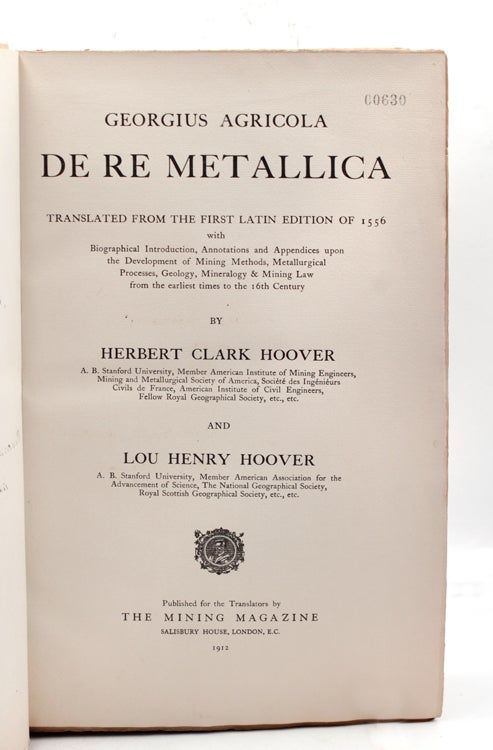 60630
GEORGIUS AGRICOLA
DE RE METALLICA
TRANSLATED FROM THE FIRST LATIN EDITION OF 1556
with
Biographical Introduction, Annotations and Appendices upon
the Development of Mining Methods, Metallurgical
Processes, Geology, Mineralogy & Mining Law
from the earliest times to the 16th Century
BY
HERBERT CLARK HOOVER
A. B. Stanford University, Member American Institute of Mining Engineers,
Mining and Metallurgical Society of America, Société des Ingéniéurs
Civils de France, American Institute of Civil Engineers,
Fellow Royal Geographical Society, etc., etc.
AND
LOU HENRY HOOVER
A. B. Stanford University, Member American Association for the
Advancement of Science, The National Geographical Society,
Royal Scottish Geographical Society, etc., etc.
Published for the Translators by
THE MINING MAGAZINE
SALISBURY HOUSE, LONDON, E.C.
1912